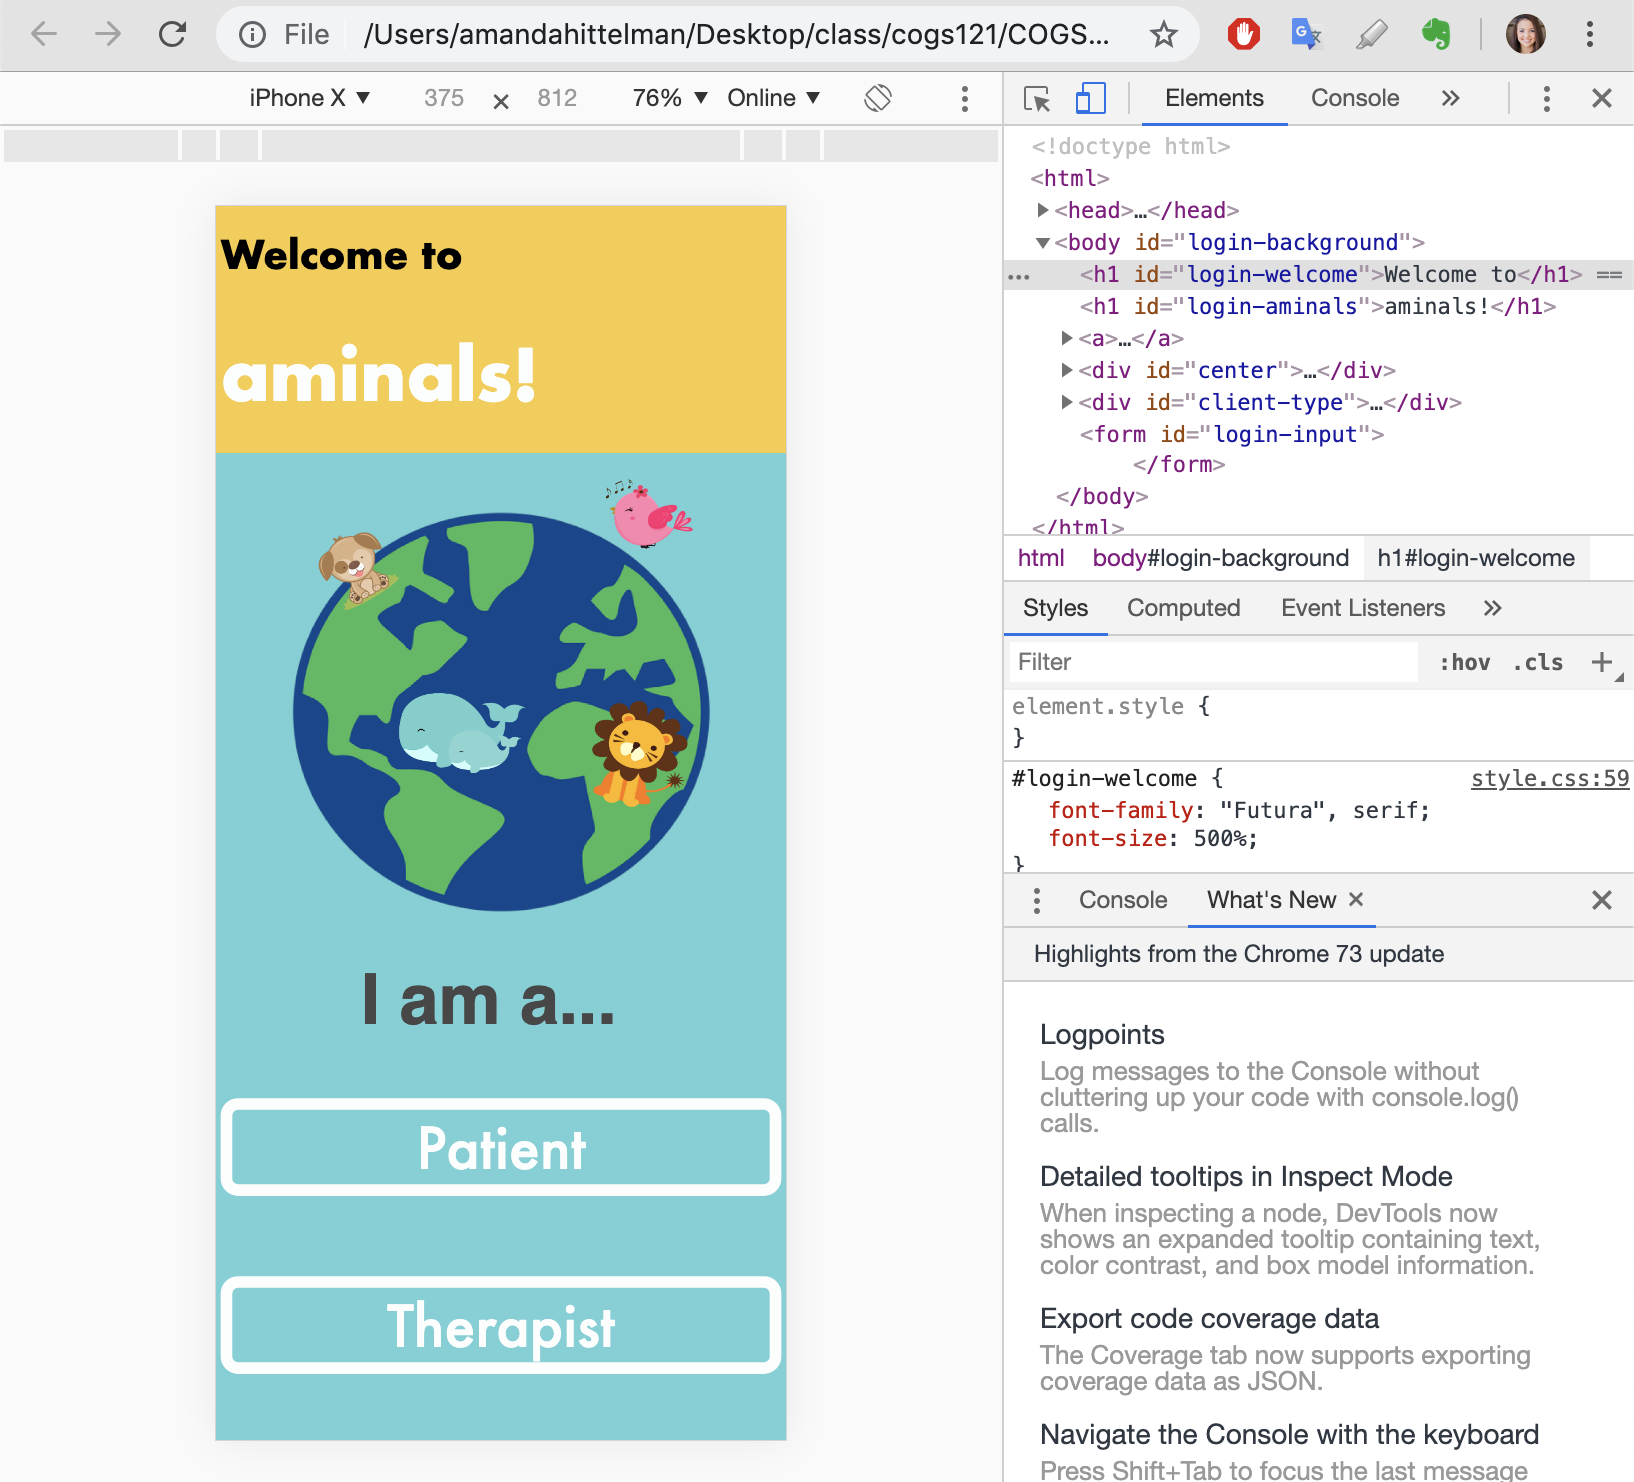 File /Users/amandahittelman/Desktop/class/cogs121/COGS...
iPhone X ▼ 375 × 812 76% ▼ Online ▼
Elements Console »
Welcome to
aminals!
I am a...
Patient
Therapist
<!doctype html>
<html>
▶<head>…</head>
▼<body id="login-background">
… <h1 id="login-welcome">Welcome to</h1> ==
<h1 id="login-aminals">aminals!</h1>
▶<a>…</a>
▶<div id="center">…</div>
▶<div id="client-type">…</div>
<form id="login-input">
</form>
</body>
</html>
html body#login-background h1#login-welcome
Styles Computed Event Listeners »
Filter :hov .cls +
element.style {
}
#login-welcome { style.css:59
font-family: "Futura", serif;
font-size: 500%;
}
Console What's New ×
Highlights from the Chrome 73 update
Logpoints
Log messages to the Console without
cluttering up your code with console.log()
calls.
Detailed tooltips in Inspect Mode
When inspecting a node, DevTools now
shows an expanded tooltip containing text,
color contrast, and box model information.
Export code coverage data
The Coverage tab now supports exporting
coverage data as JSON.
Navigate the Console with the keyboard
Press Shift+Tab to focus the last message